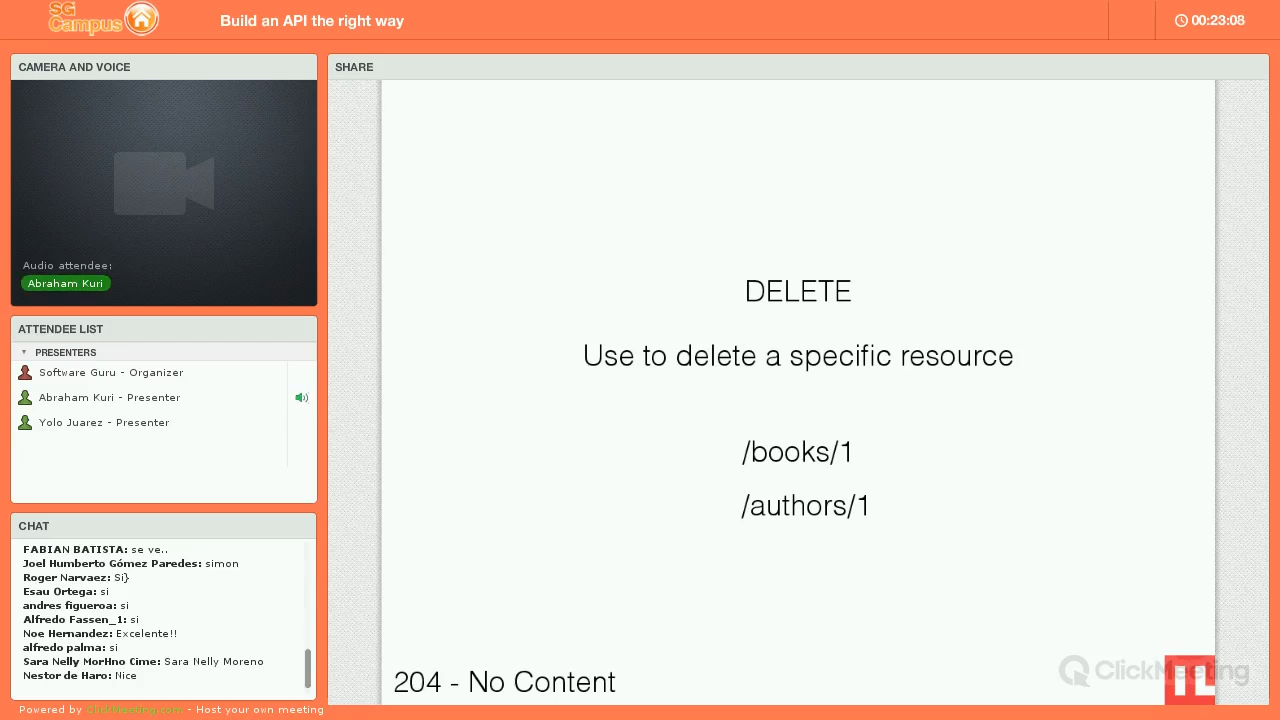 SG
Campus
Build an API the right way
00:23:08
CAMERA AND VOICE
Audio attendee:
Abraham Kuri
ATTENDEE LIST
PRESENTERS
Software Guru - Organizer
Abraham Kuri - Presenter
Yolo Juarez - Presenter
CHAT
FABIAN BATISTA: se ve..
Joel Humberto Gómez Paredes: simon
Roger Narvaez: Si}
Esau Ortega: si
andres figueroa: si
Alfredo Fassen_1: si
Noe Hernandez: Excelente!!
alfredo palma: si
Sara Nelly MorHno Cime: Sara Nelly Moreno
Nestor de Haro: Nice
Powered by ClickMeeting.com - Host your own meeting
SHARE
DELETE
Use to delete a specific resource
/books/1
/authors/1
204 - No Content
ClickMeeting